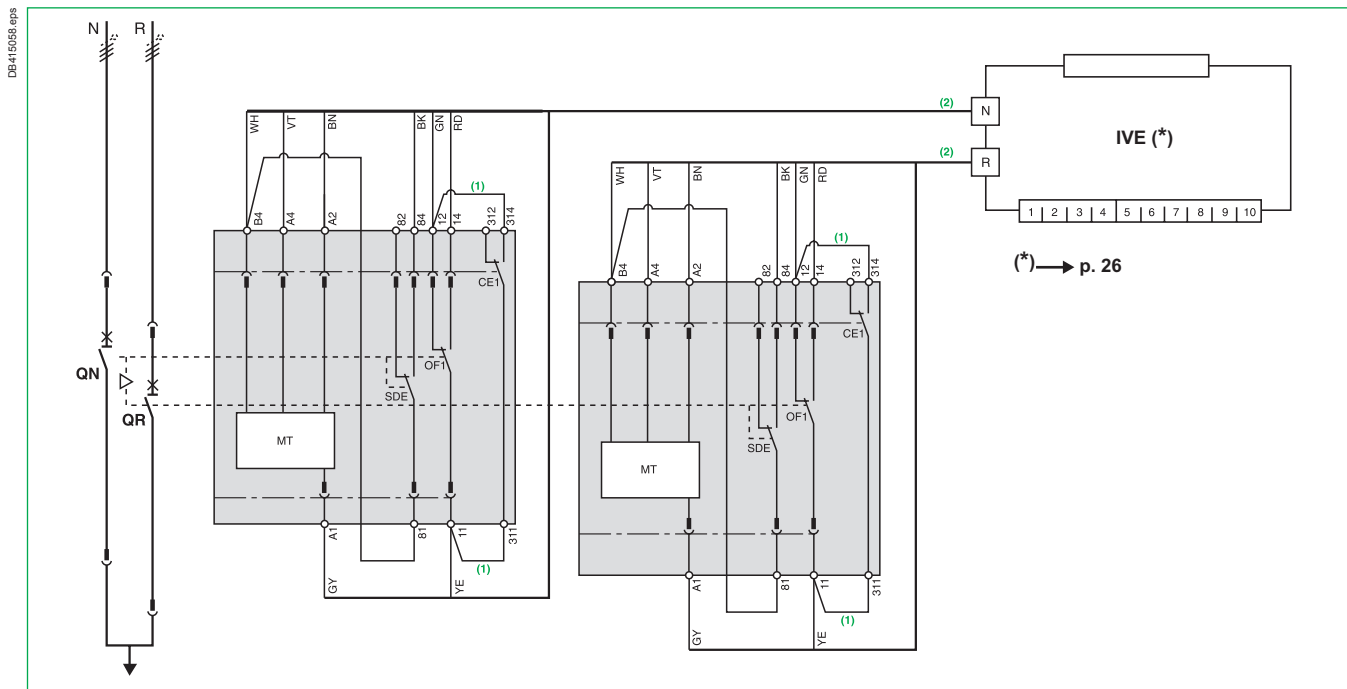 DB415058.eps
N R
WH VT BN BK GN RD
(1)
B4 A4 A2 82 84 12 14 312 314
CE1
OF1
SDE
MT
A1 81 11 311
(1)
GY YE
QN
QR
(2)
(2)
WH VT BN BK GN RD
(1)
B4 A4 A2 82 84 12 14 312 314
CE1
OF1
SDE
MT
A1 81 11 311
(1)
GY YE
N
R
IVE (*)
1 2 3 4 5 6 7 8 9 10
(*) → p. 26